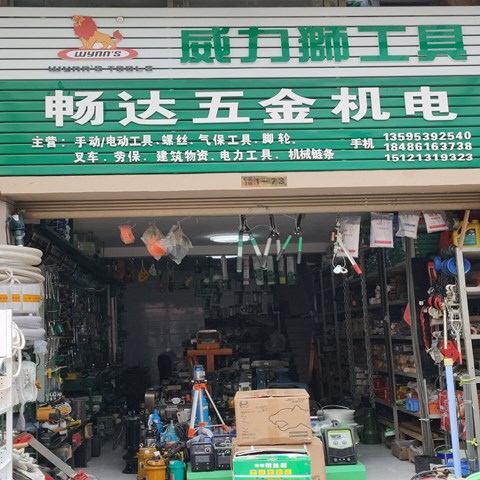 WYNN'S
WYNN'S TOOLS
威力狮工具
畅达五金机电
主营：手动/电动工具、螺丝、气保工具、脚轮、
叉车、劳保、建筑物资、电力工具、机械链条
手机 13595392540
18486163738
15121319323